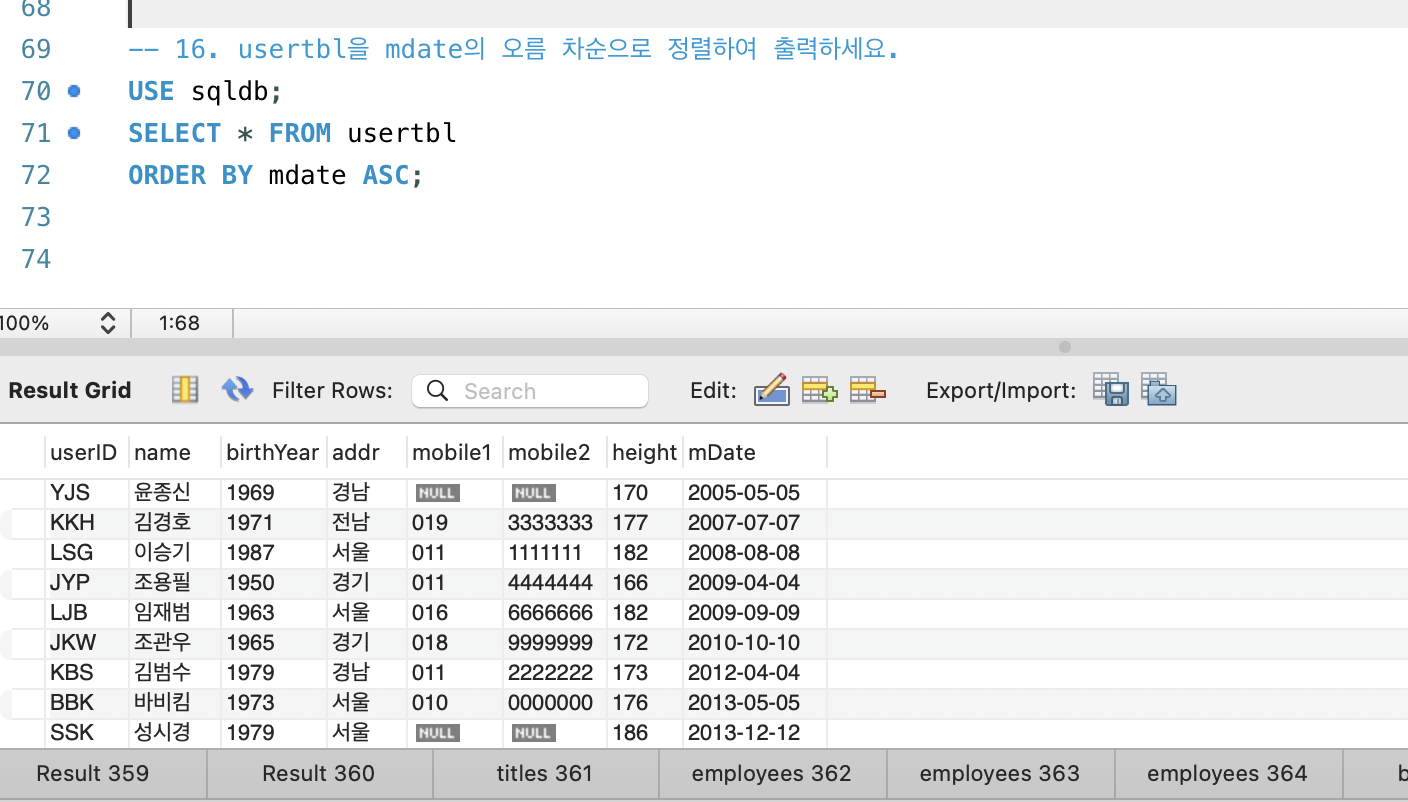 68
69 -- 16. usertbl을 mdate의 오름 차순으로 정렬하여 출력하세요.
70 USE sqldb;
71 SELECT * FROM usertbl
72 ORDER BY mdate ASC;
73
74
100% 1:68
Result Grid Filter Rows: Search Edit: Export/Import:
userID name birthYear addr mobile1 mobile2 height mDate
YJS 윤종신 1969 경남 NULL NULL 170 2005-05-05
KKH 김경호 1971 전남 019 3333333 177 2007-07-07
LSG 이승기 1987 서울 011 1111111 182 2008-08-08
JYP 조용필 1950 경기 011 4444444 166 2009-04-04
LJB 임재범 1963 서울 016 6666666 182 2009-09-09
JKW 조관우 1965 경기 018 9999999 172 2010-10-10
KBS 김범수 1979 경남 011 2222222 173 2012-04-04
BBK 바비킴 1973 서울 010 0000000 176 2013-05-05
SSK 성시경 1979 서울 NULL NULL 186 2013-12-12
Result 359 Result 360 titles 361 employees 362 employees 363 employees 364